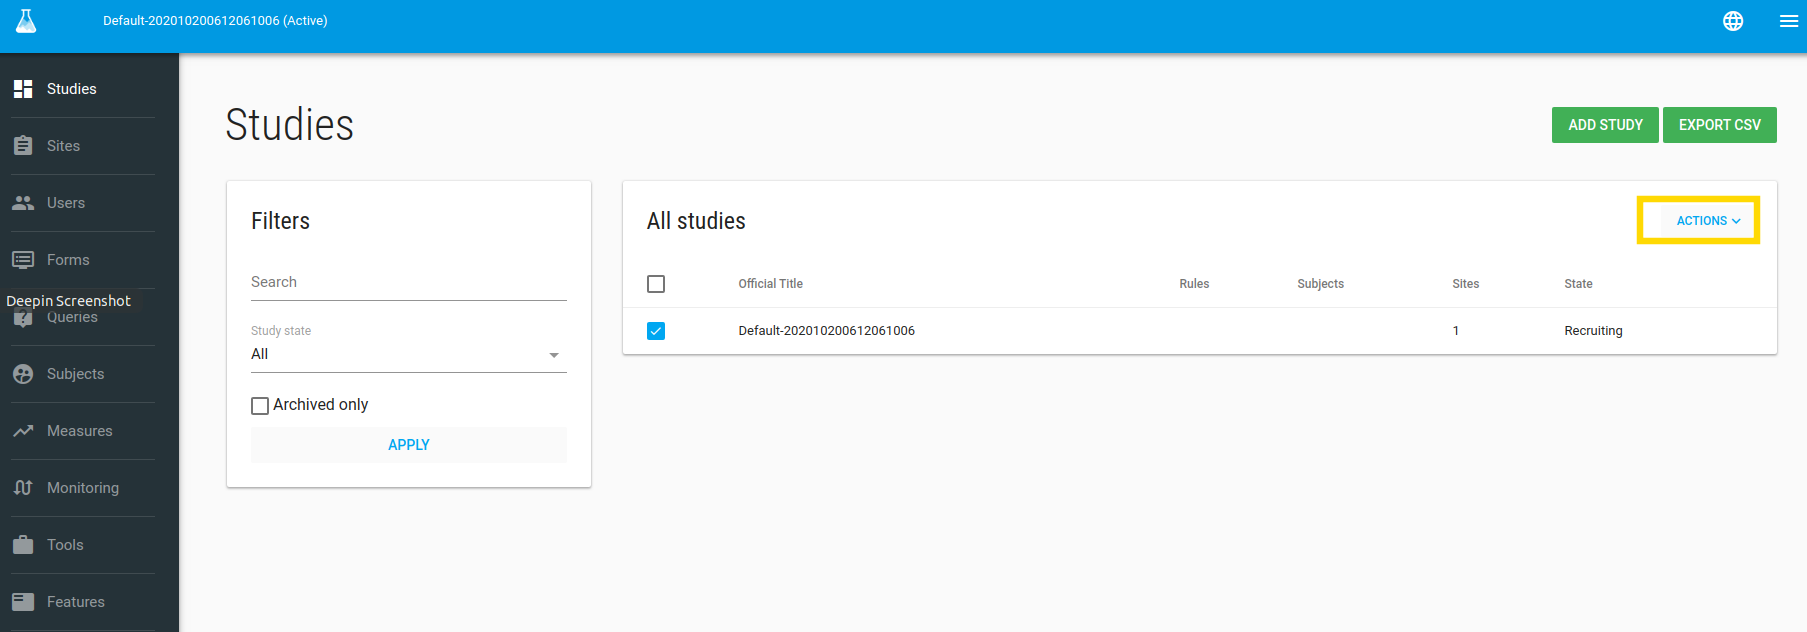 Default-202010200612061006 (Active)
Studies
Sites
Users
Forms
Deepin Screenshot
Queries
Subjects
Measures
Monitoring
Tools
Features
Studies
ADD STUDY
EXPORT CSV
Filters
Search
Study state
All
Archived only
APPLY
All studies
ACTIONS
Official Title Rules Subjects Sites State
Default-202010200612061006 1 Recruiting